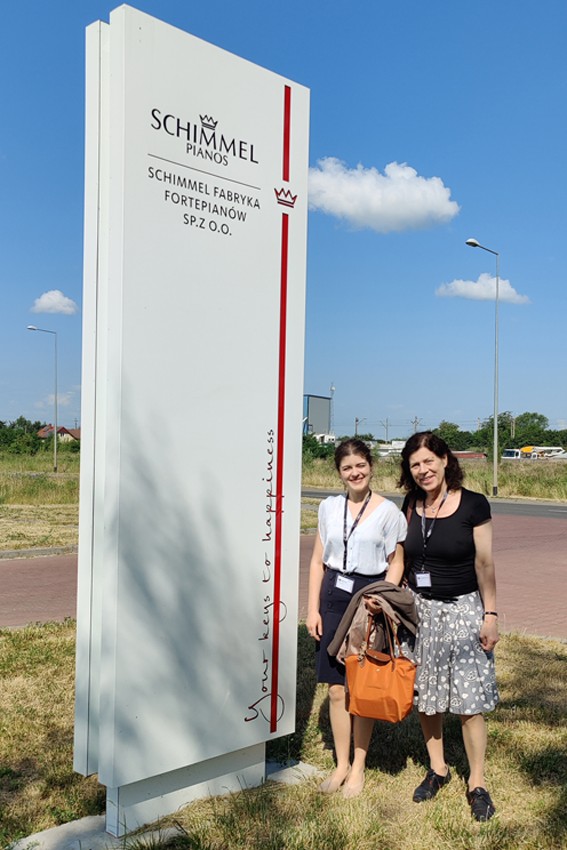 SCHIMMEL
PIANOS
SCHIMMEL FABRYKA
FORTEPIANÓW
SP.Z O.O.
Your keys to happiness